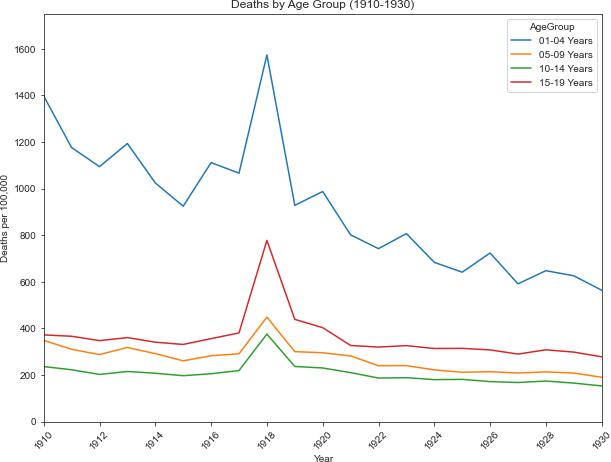 Deaths by Age Group (1910-1930)
AgeGroup
01-04 Years
05-09 Years
10-14 Years
15-19 Years
Deaths per 100,000
1600
1400
1200
1000
800
600
400
200
0
1910
1912
1914
1916
1918
1920
1922
1924
1926
1928
1930
Year